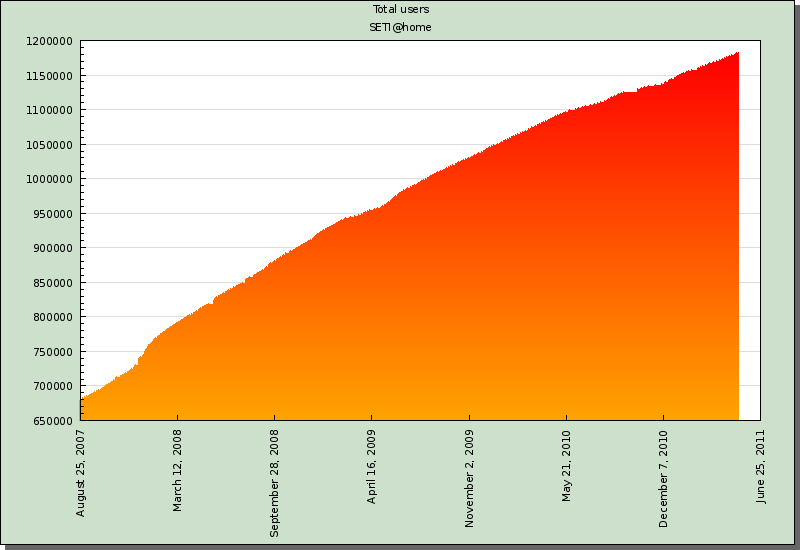 Total users
SETI@home
1200000
1150000
1100000
1050000
1000000
950000
900000
850000
800000
750000
700000
650000
August 25, 2007
March 12, 2008
September 28, 2008
April 16, 2009
November 2, 2009
May 21, 2010
December 7, 2010
June 25, 2011